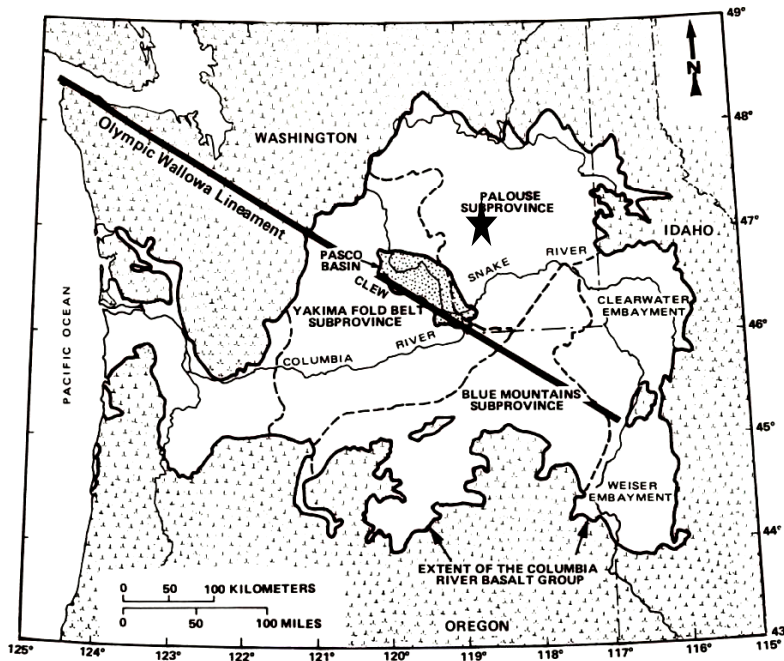 49°
N
48°
WASHINGTON
Olympic Wallowa Lineament
PALOUSE
SUBPROVINCE
47°
IDAHO
PASCO
BASIN
SNAKE
RIVER
CLEW
CLEARWATER
EMBAYMENT
YAKIMA FOLD BELT
SUBPROVINCE
46°
PACIFIC OCEAN
COLUMBIA
RIVER
BLUE MOUNTAINS
SUBPROVINCE
45°
WEISER
EMBAYMENT
44°
EXTENT OF THE COLUMBIA
RIVER BASALT GROUP
0 50 100 KILOMETERS
0 50 100 MILES
OREGON
43
125° 124° 123° 122° 121° 120° 119° 118° 117° 116° 115°